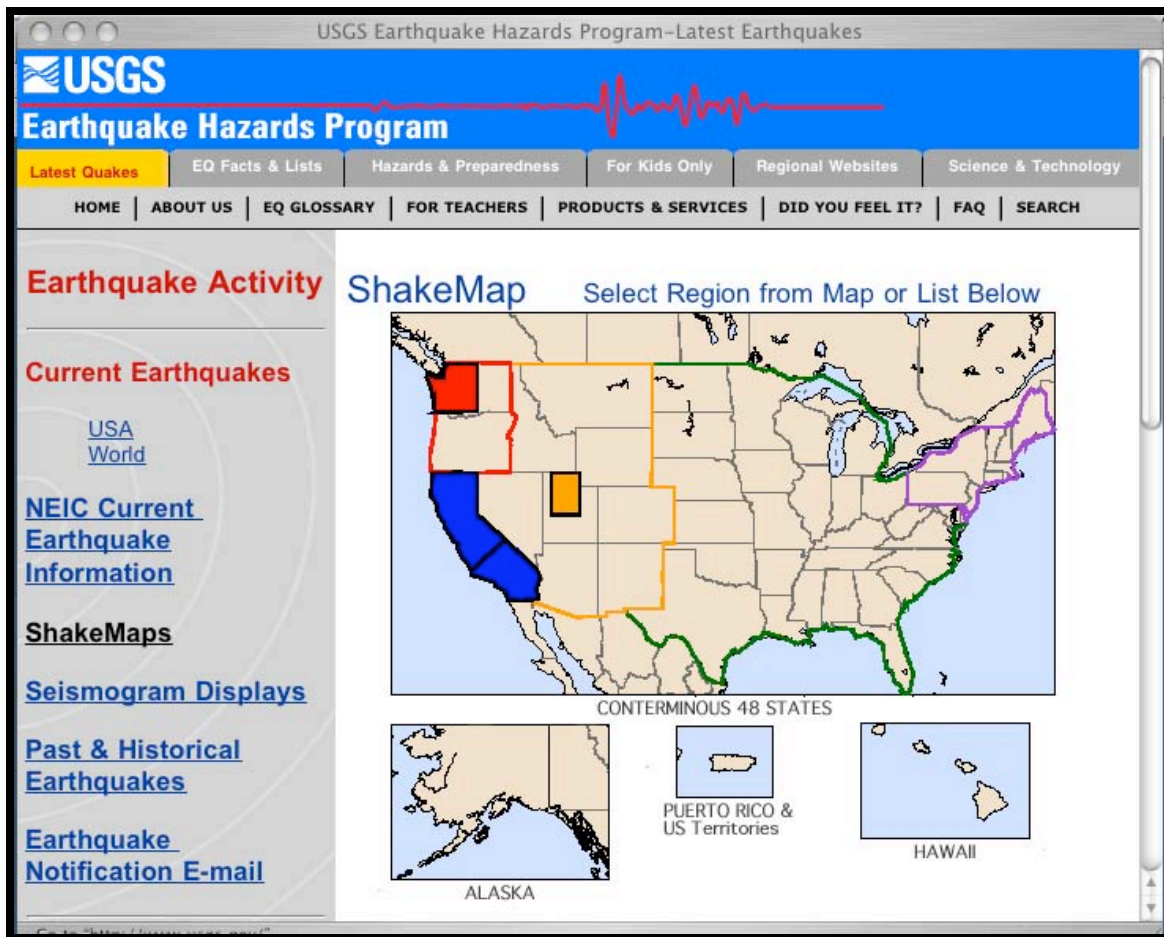 USGS Earthquake Hazards Program-Latest Earthquakes
USGS
Earthquake Hazards Program
Latest Quakes EQ Facts & Lists Hazards & Preparedness For Kids Only Regional Websites Science & Technology
HOME | ABOUT US | EQ GLOSSARY | FOR TEACHERS | PRODUCTS & SERVICES | DID YOU FEEL IT? | FAQ | SEARCH
Earthquake Activity
Current Earthquakes
USA
World
NEIC Current
Earthquake
Information
ShakeMaps
Seismogram Displays
Past & Historical
Earthquakes
Earthquake
Notification E-mail
ShakeMap Select Region from Map or List Below
CONTERMINOUS 48 STATES
ALASKA
PUERTO RICO &
US Territories
HAWAII